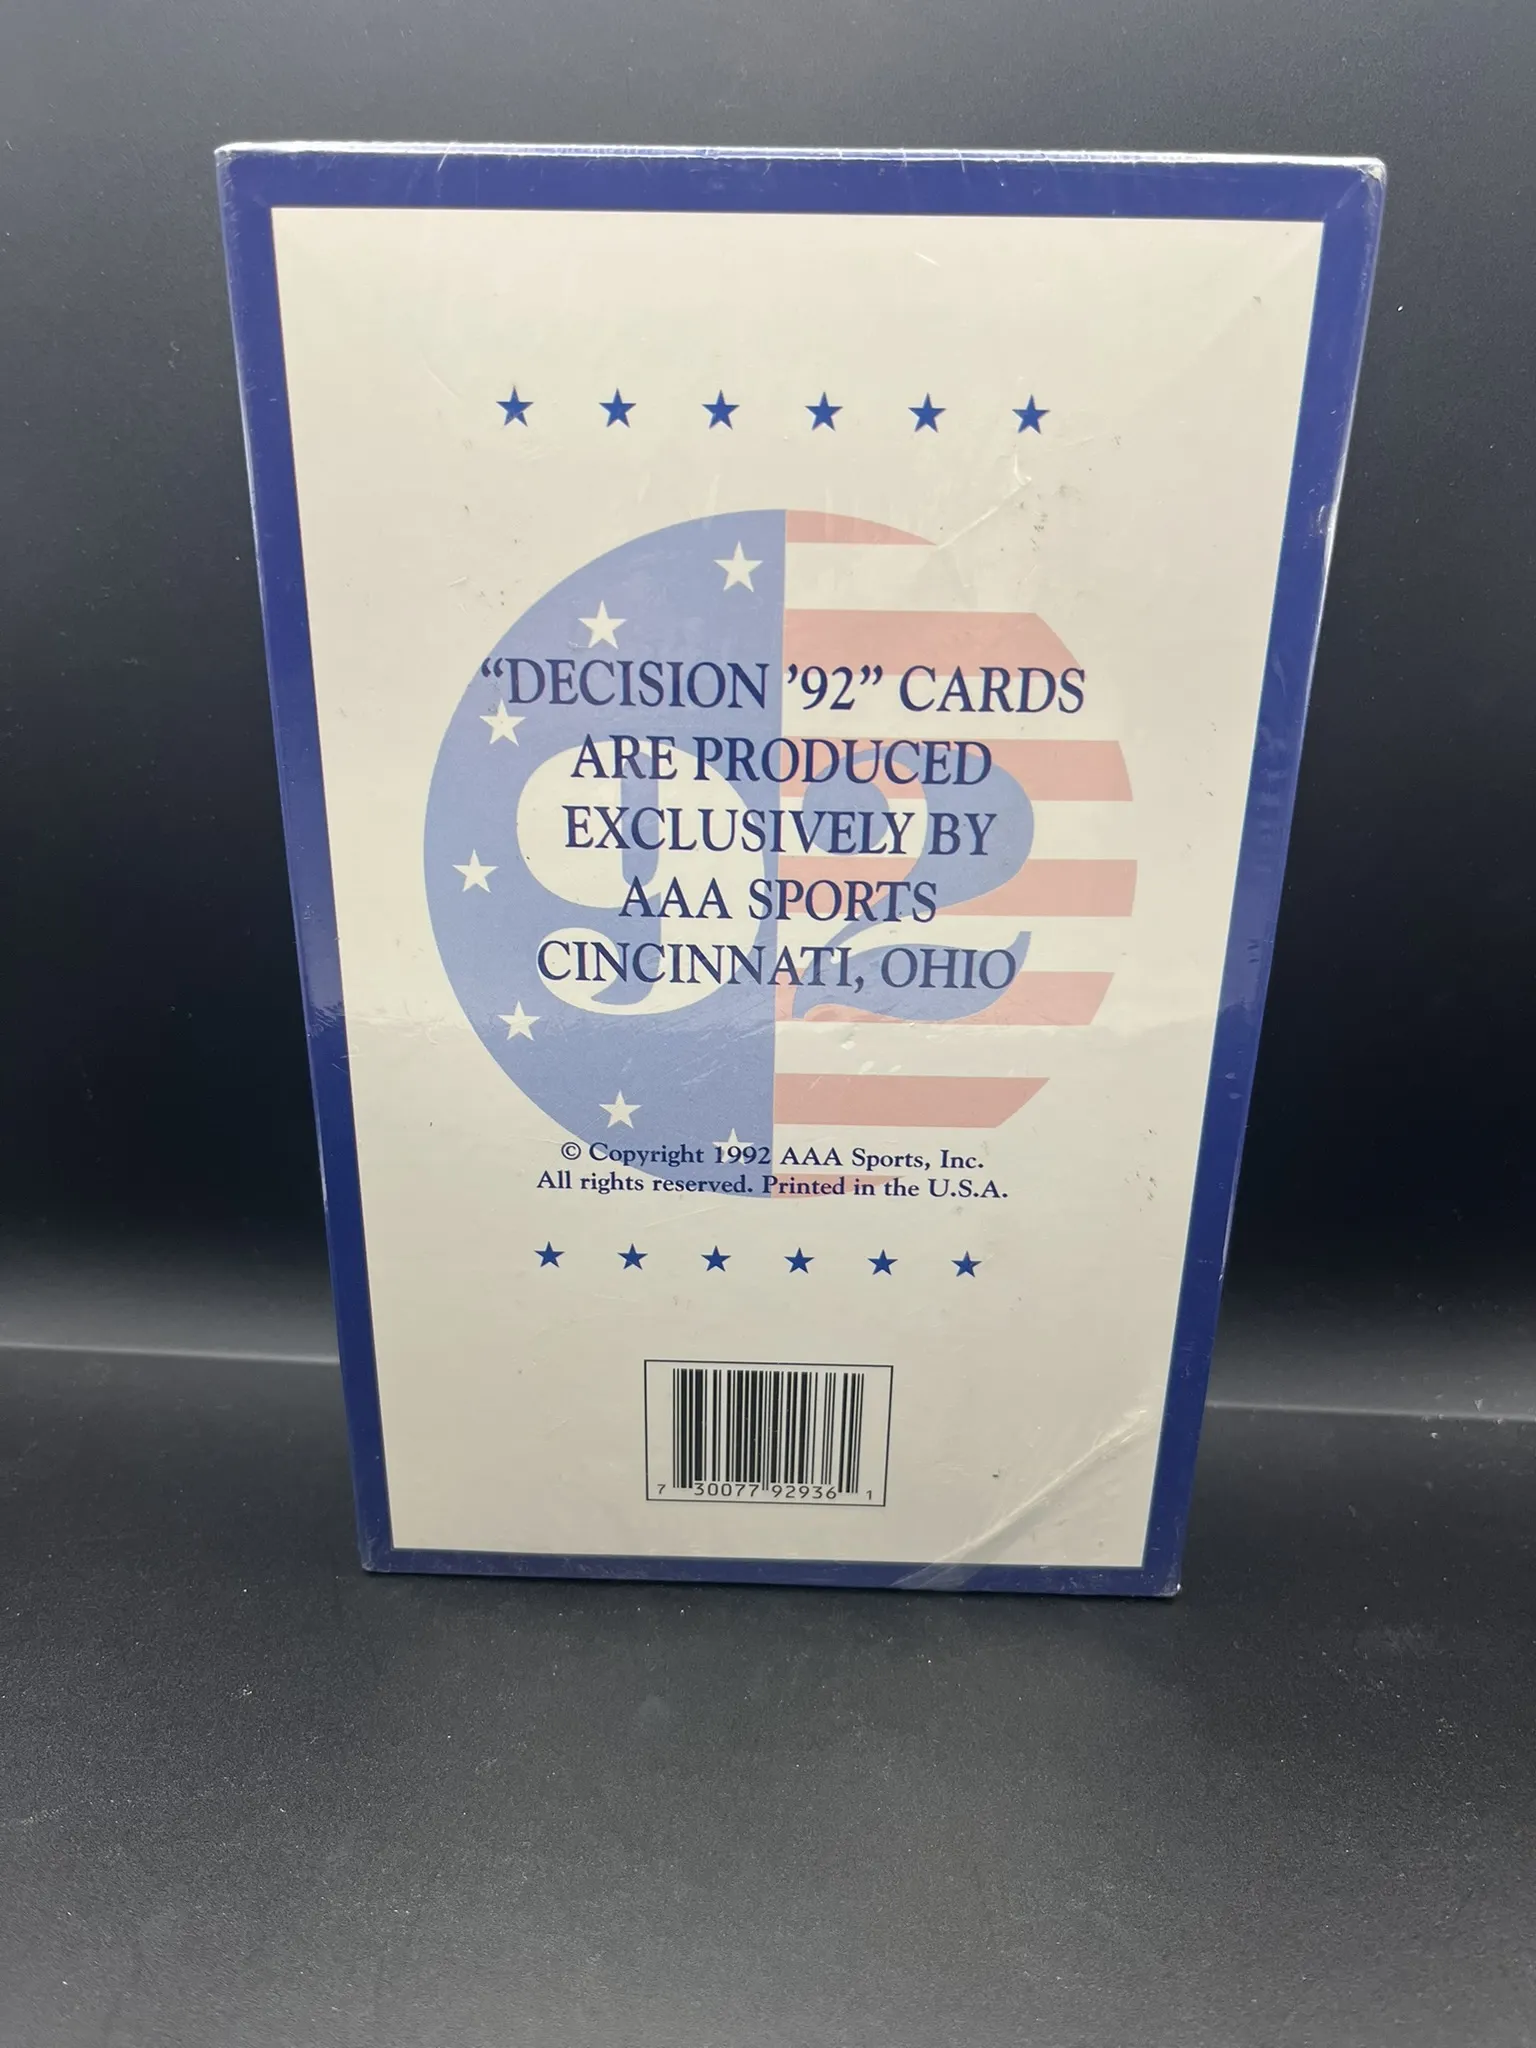 “DECISION ’92” CARDS
ARE PRODUCED
EXCLUSIVELY BY
AAA SPORTS
CINCINNATI, OHIO
92
© Copyright 1992 AAA Sports, Inc.
All rights reserved. Printed in the U.S.A.
7 30077 92936 1